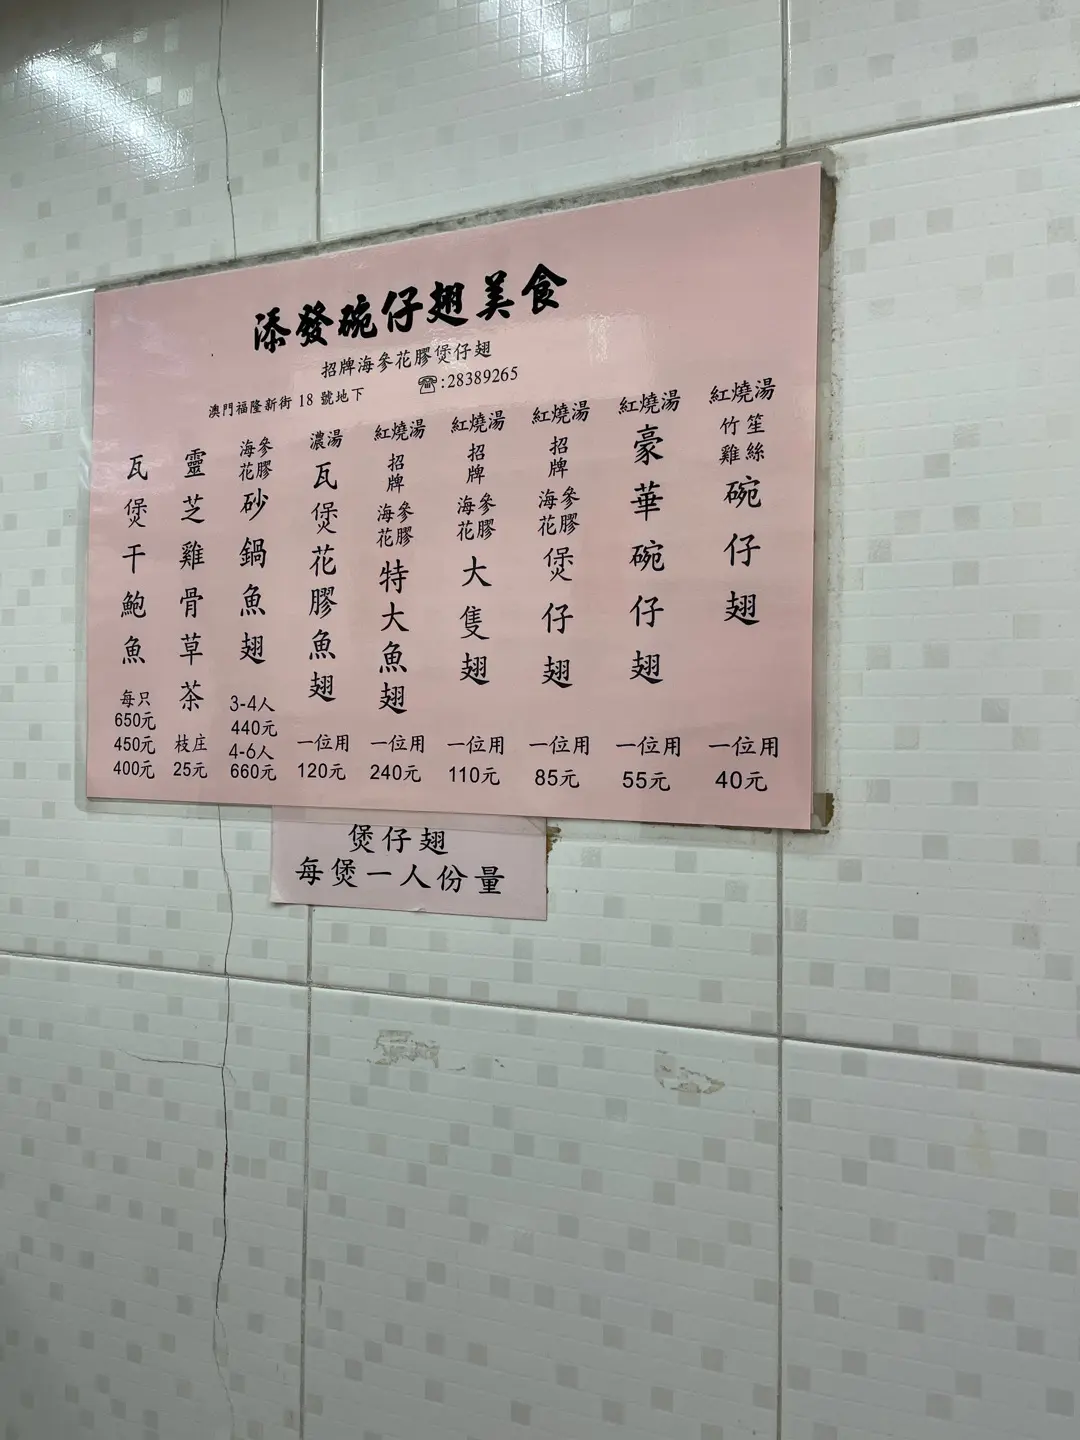 添發碗仔翅美食
招牌海參花膠煲仔翅
澳門福隆新街 18 號地下
☎:28389265
紅燒湯
竹笙
雞絲
碗仔翅
一位用
40元
紅燒湯
豪華碗仔翅
一位用
55元
紅燒湯
招牌
海參
花膠
煲仔翅
一位用
85元
紅燒湯
招牌
海參
花膠
大隻翅
一位用
110元
紅燒湯
招牌
海參
花膠
特大魚翅
一位用
240元
濃湯
瓦煲花膠魚翅
一位用
120元
海參
花膠
砂鍋魚翅
3-4人
440元
4-6人
660元
靈芝雞骨草茶
枝庄
25元
瓦煲干鮑魚
每只
650元
450元
400元
煲仔翅
每煲一人份量